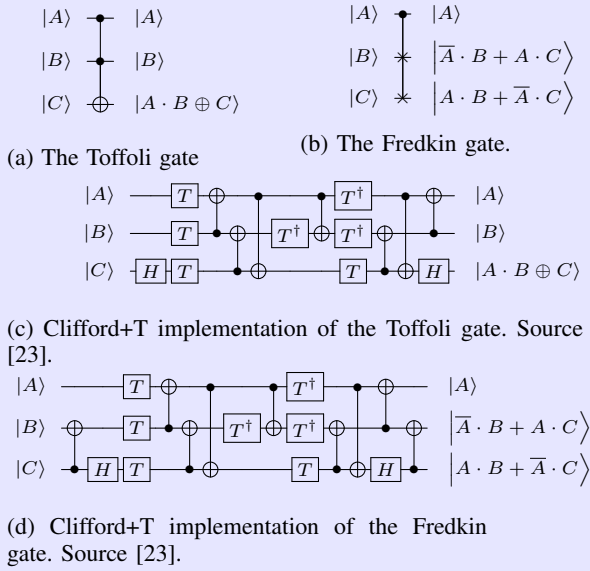 |A⟩ |A⟩
|B⟩ |B⟩
|C⟩ |A · B ⊕ C⟩
(a) The Toffoli gate
|A⟩ |A⟩
|B⟩ |A̅ · B + A · C⟩
|C⟩ |A · B + A̅ · C⟩
(b) The Fredkin gate.
|A⟩ T T† |A⟩
|B⟩ T T† T† |B⟩
|C⟩ H T T H |A · B ⊕ C⟩
(c) Clifford+T implementation of the Toffoli gate. Source
[23].
|A⟩ T T† |A⟩
|B⟩ T T† T† |A̅ · B + A · C⟩
|C⟩ H T T H |A · B + A̅ · C⟩
(d) Clifford+T implementation of the Fredkin
gate. Source [23].